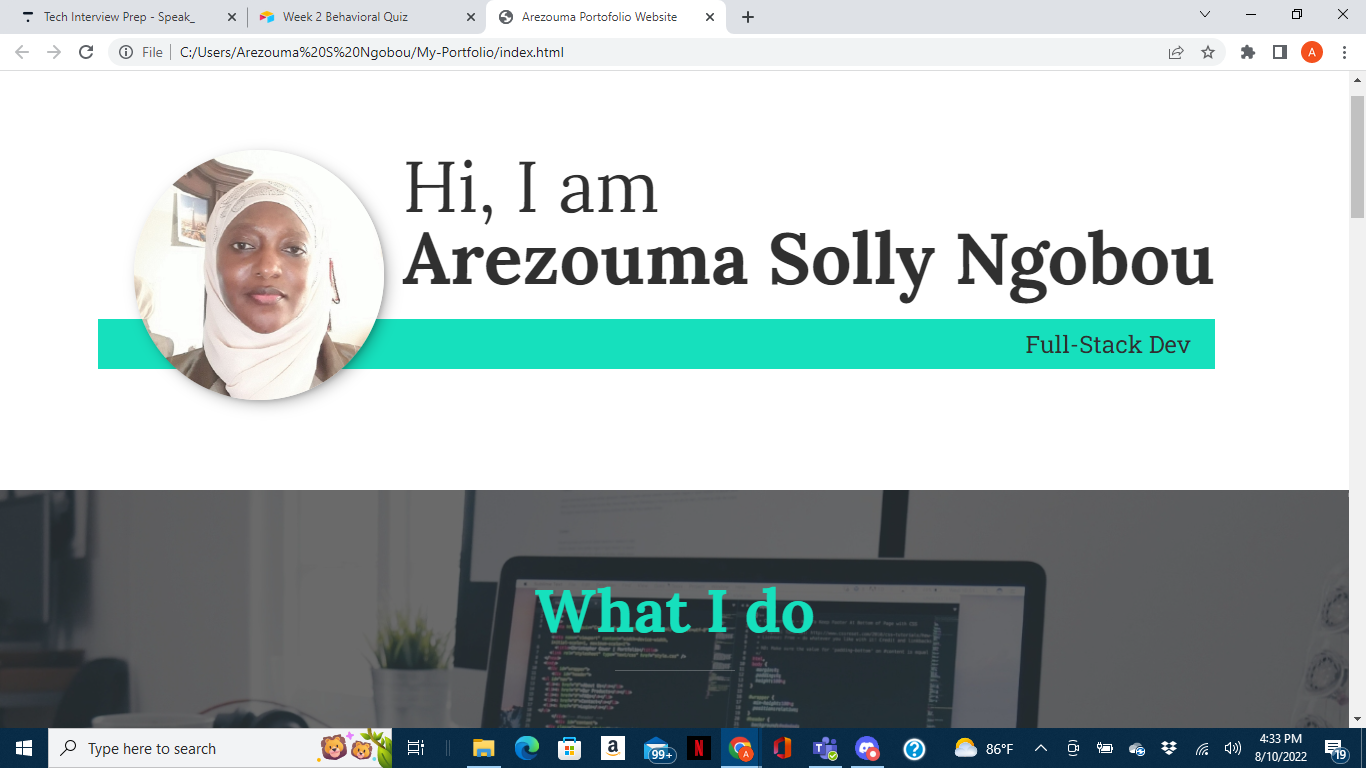 Tech Interview Prep - Speak_
Week 2 Behavioral Quiz
Arezouma Portofolio Website
File
C:/Users/Arezouma%20S%20Ngobou/My-Portfolio/index.html
A
Hi, I am
Arezouma Solly Ngobou
Full-Stack Dev
What I do
Type here to search
99+
86°F
4:33 PM
8/10/2022
19